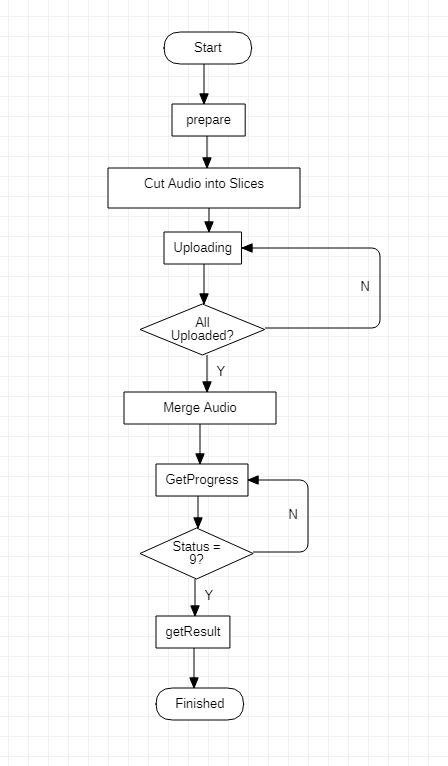 Start
prepare
Cut Audio into Slices
Uploading
N
All
Uploaded?
Y
Merge Audio
GetProgress
N
Status =
9?
Y
getResult
Finished